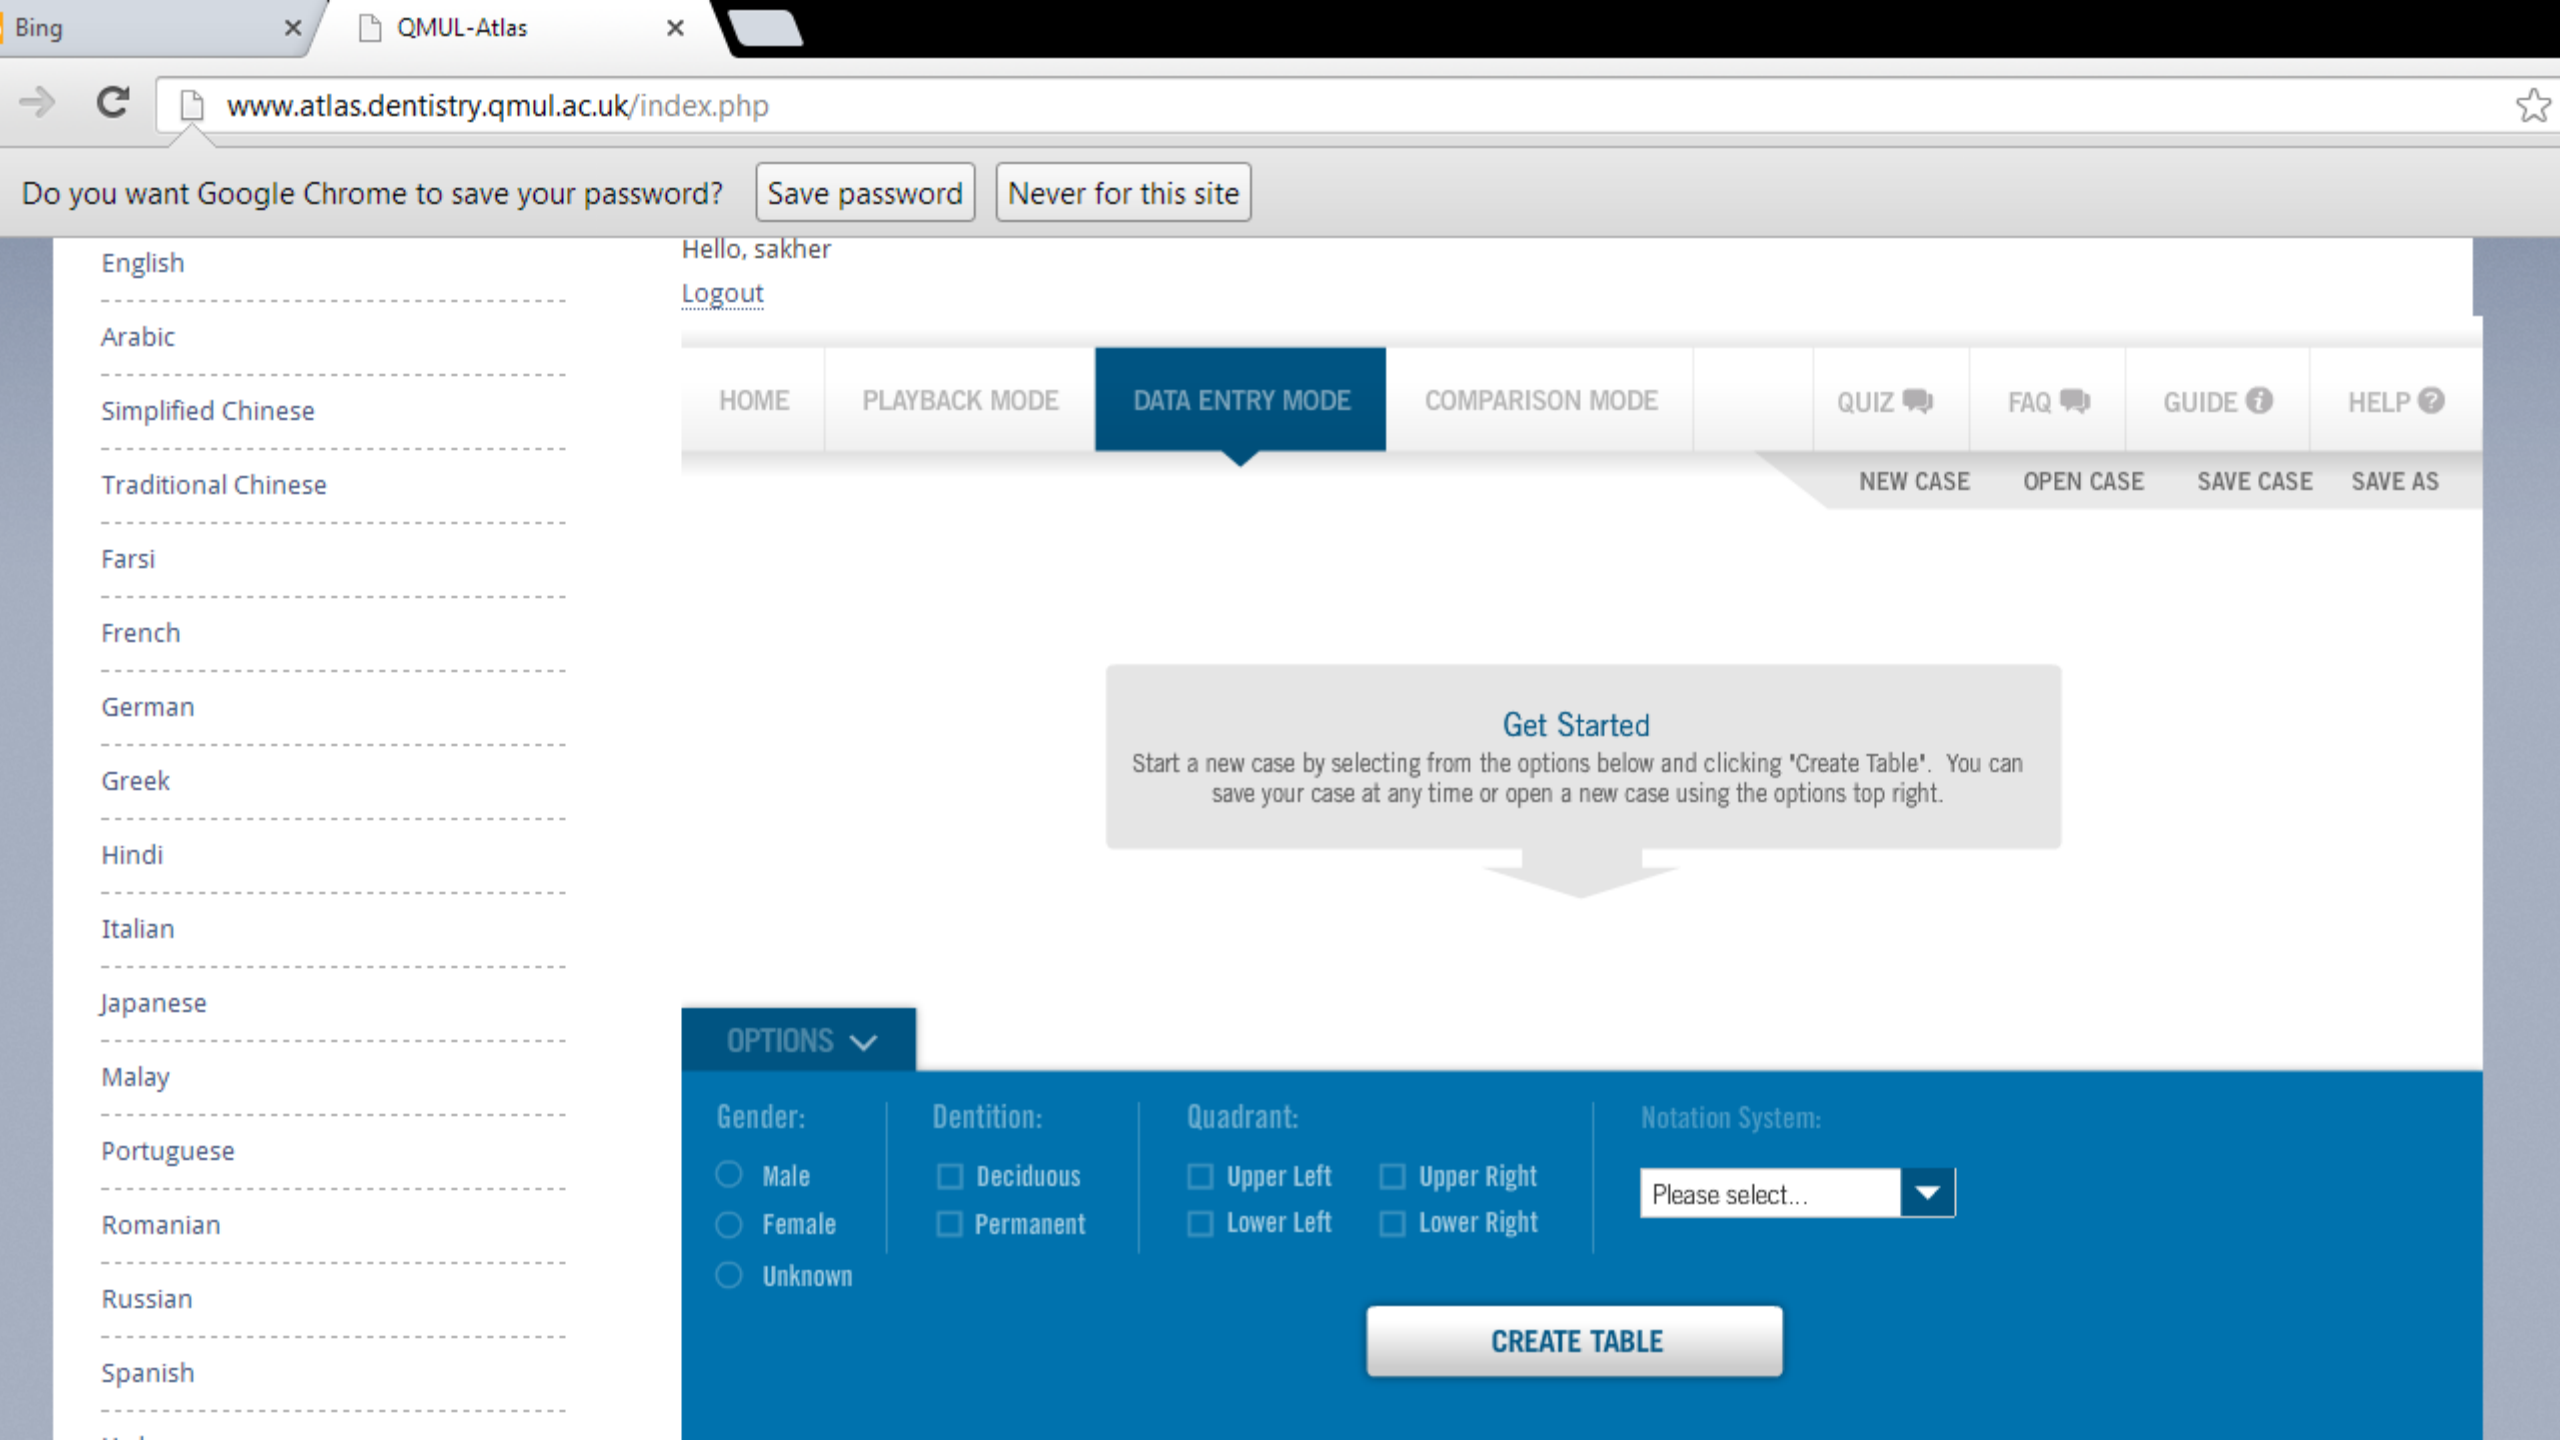 Bing
QMUL-Atlas
www.atlas.dentistry.qmul.ac.uk/index.php
Do you want Google Chrome to save your password?
Save password
Never for this site
English
Arabic
Simplified Chinese
Traditional Chinese
Farsi
French
German
Greek
Hindi
Italian
Japanese
Malay
Portuguese
Romanian
Russian
Spanish
Hello, sakher
Logout
HOME
PLAYBACK MODE
DATA ENTRY MODE
COMPARISON MODE
QUIZ
FAQ
GUIDE
HELP
NEW CASE
OPEN CASE
SAVE CASE
SAVE AS
Get Started
Start a new case by selecting from the options below and clicking "Create Table". You can
save your case at any time or open a new case using the options top right.
OPTIONS
Gender:
Male
Female
Unknown
Dentition:
Deciduous
Permanent
Quadrant:
Upper Left
Upper Right
Lower Left
Lower Right
Notation System:
Please select...
CREATE TABLE